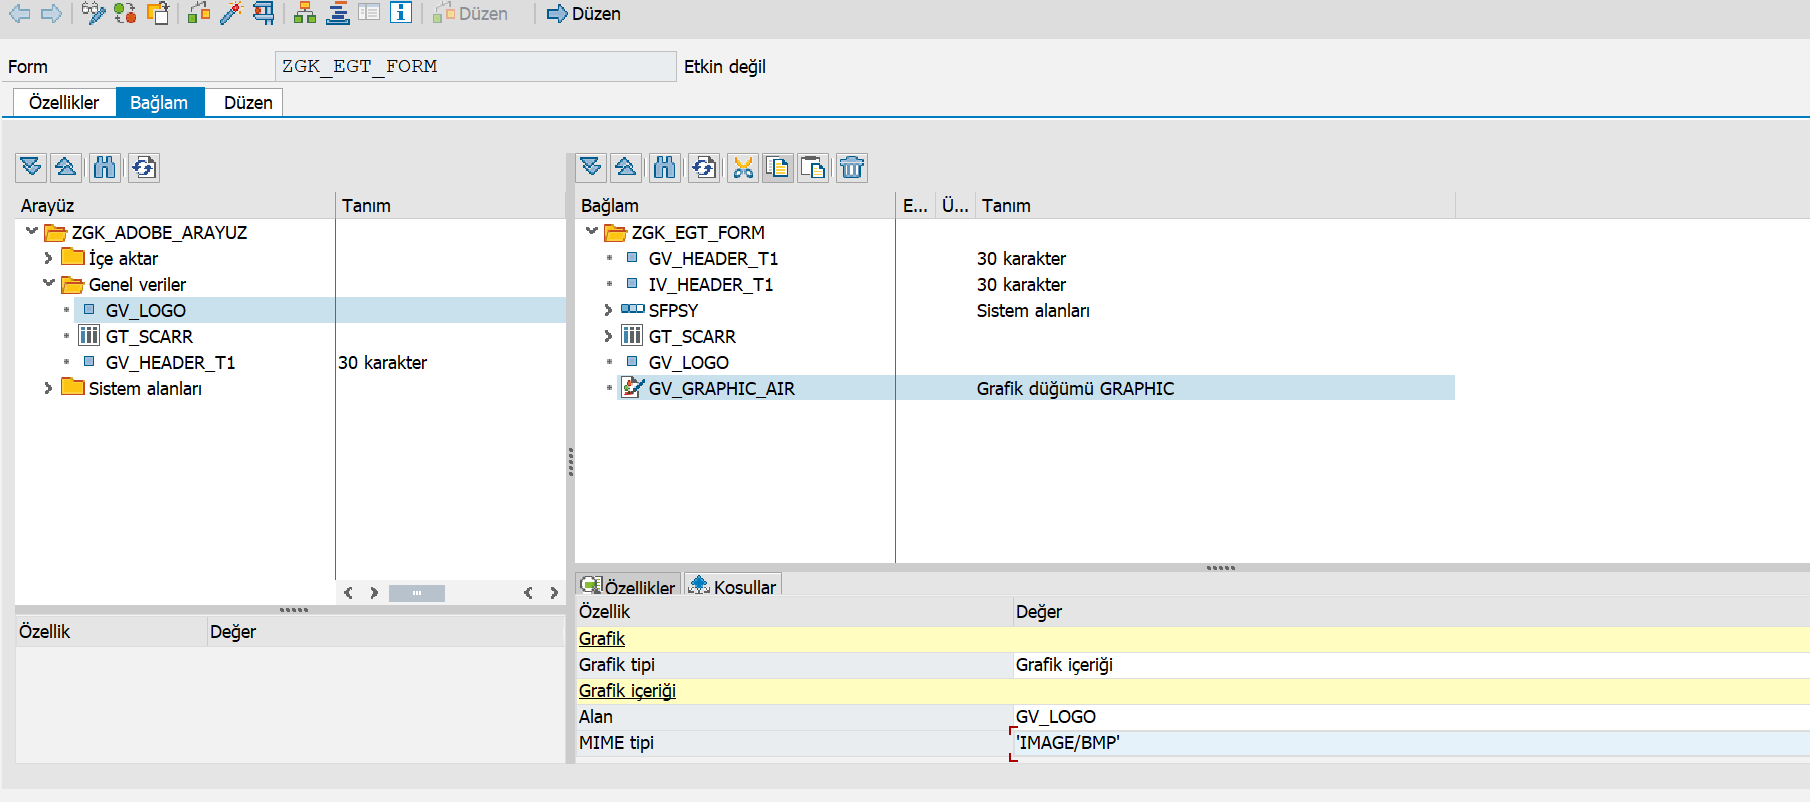 Düzen Düzen
Form ZGK_EGT_FORM Etkin değil
Özellikler Bağlam Düzen
Arayüz Tanım
ZGK_ADOBE_ARAYUZ
İçe aktar
Genel veriler
GV_LOGO
GT_SCARR
GV_HEADER_T1 30 karakter
Sistem alanları
Özellik Değer
Bağlam E... Ü... Tanım
ZGK_EGT_FORM
GV_HEADER_T1 30 karakter
IV_HEADER_T1 30 karakter
SFPSY Sistem alanları
GT_SCARR
GV_LOGO
GV_GRAPHIC_AIR Grafik düğümü GRAPHIC
Özellikler Kosullar
Özellik Değer
Grafik
Grafik tipi Grafik içeriği
Grafik içeriği
Alan GV_LOGO
MIME tipi 'IMAGE/BMP'